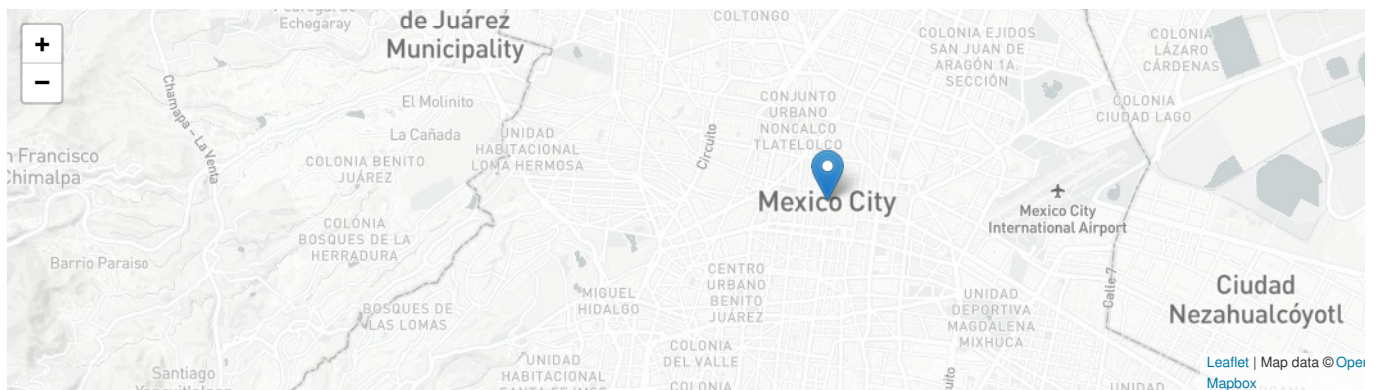 +
−
Echegaray
de Juárez
Municipality
COLTONGO
COLONIA EJIDOS
SAN JUAN DE
ARAGÓN 1A.
SECCIÓN
COLONIA
LÁZARO
CÁRDENAS
Chamapa - La Venta
El Molinito
La Cañada
UNIDAD
HABITACIONAL
LOMA HERMOSA
Circuito
CONJUNTO
URBANO
NONOALCO
TLATELOLCO
COLONIA
CIUDAD LAGO
Francisco
Chimalpa
COLONIA BENITO
JUÁREZ
Mexico City
Mexico City
International Airport
COLONIA
BOSQUES DE LA
HERRADURA
Barrio Paraiso
BOSQUES DE
LAS LOMAS
MIGUEL
HIDALGO
CENTRO
URBANO
BENITO
JUÁREZ
UNIDAD
DEPORTIVA
MAGDALENA
MIXHUCA
Calle 7
Ciudad
Nezahualcóyotl
COLONIA
DEL VALLE
Santiago
UNIDAD
HABITACIONAL
COLONIA
UNIDAD
Leaflet | Map data © Oper
Mapbox